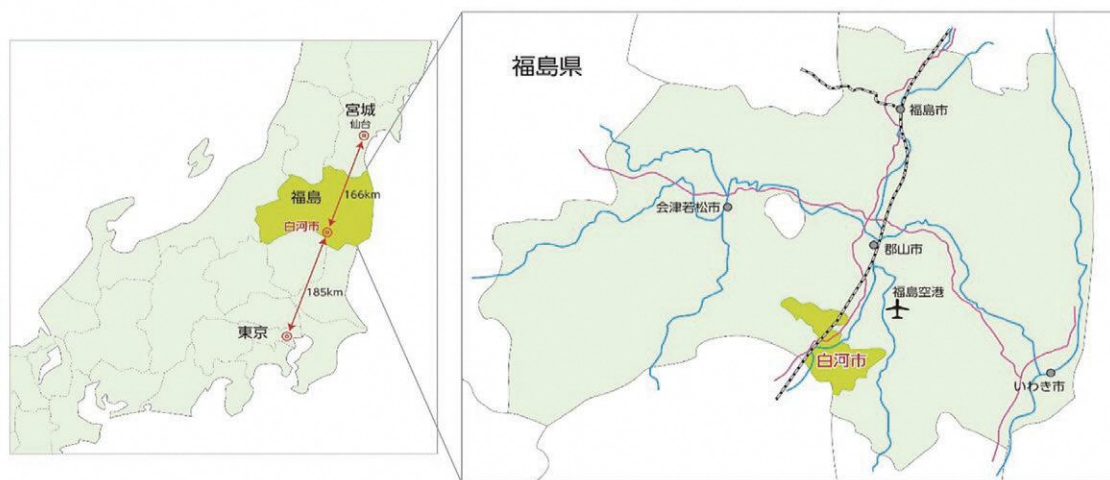 宮城
仙台
福島
166km
白河市
185km
東京
福島県
福島市
会津若松市
郡山市
福島空港
白河市
いわき市